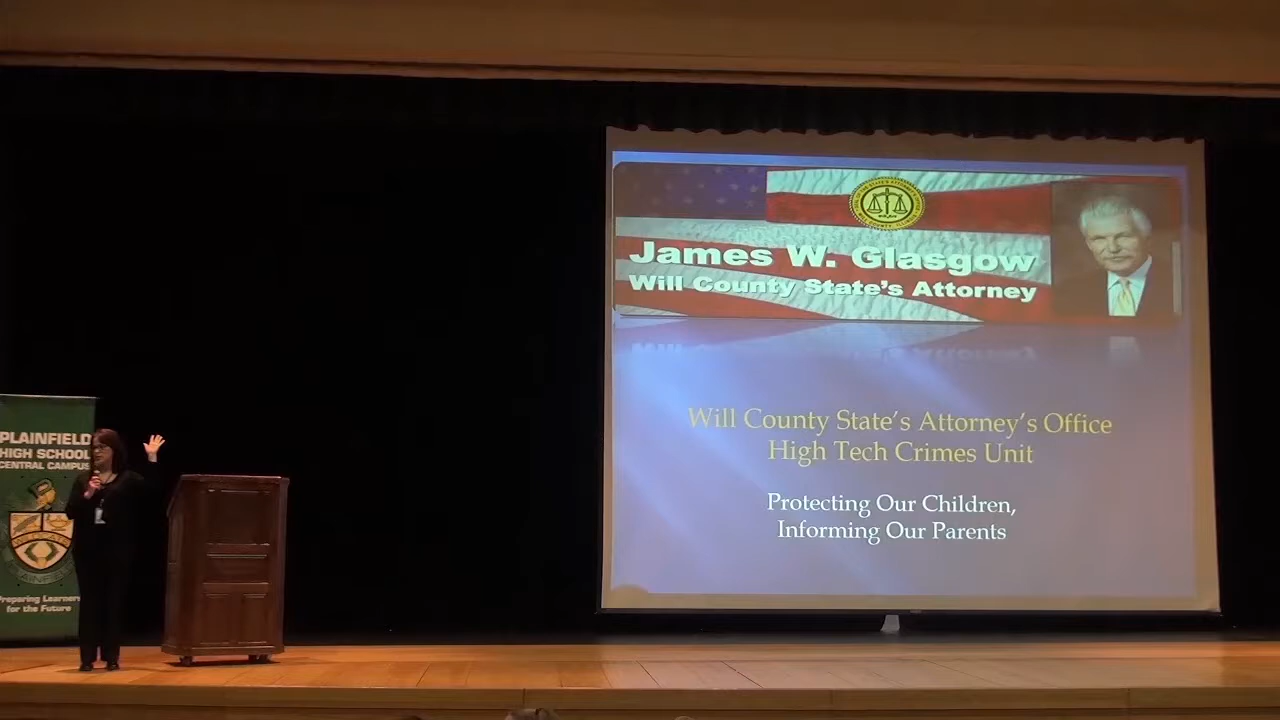 James W. Glasgow
Will County State's Attorney
Will County State's Attorney's Office
High Tech Crimes Unit
Protecting Our Children,
Informing Our Parents
PLAINFIELD
HIGH SCHOOL
CENTRAL CAMPUS
PLAINFIELD
Preparing Learners
for the Future